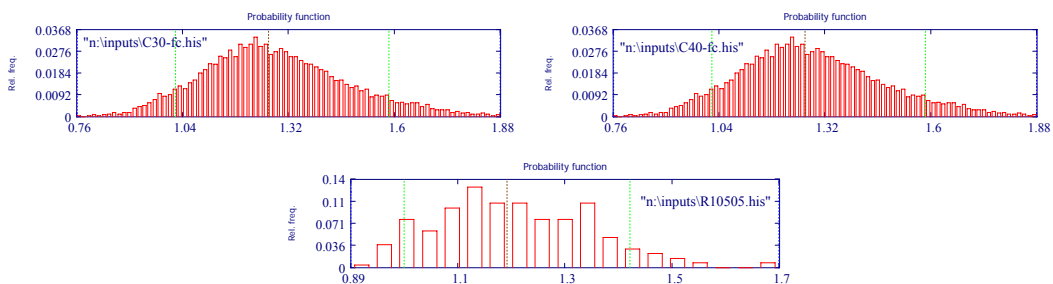 Probability function
0.0368
0.0276
0.0184
0.0092
0
Rel. freq.
"n:\inputs\C30-fc.his"
0.76 1.04 1.32 1.6 1.88
Probability function
0.0368
0.0276
0.0184
0.0092
0
Rel. freq.
"n:\inputs\C40-fc.his"
0.76 1.04 1.32 1.6 1.88
Probability function
0.14
0.11
0.071
0.036
0
Rel. freq.
"n:\inputs\R10505.his"
0.89 1.1 1.3 1.5 1.7